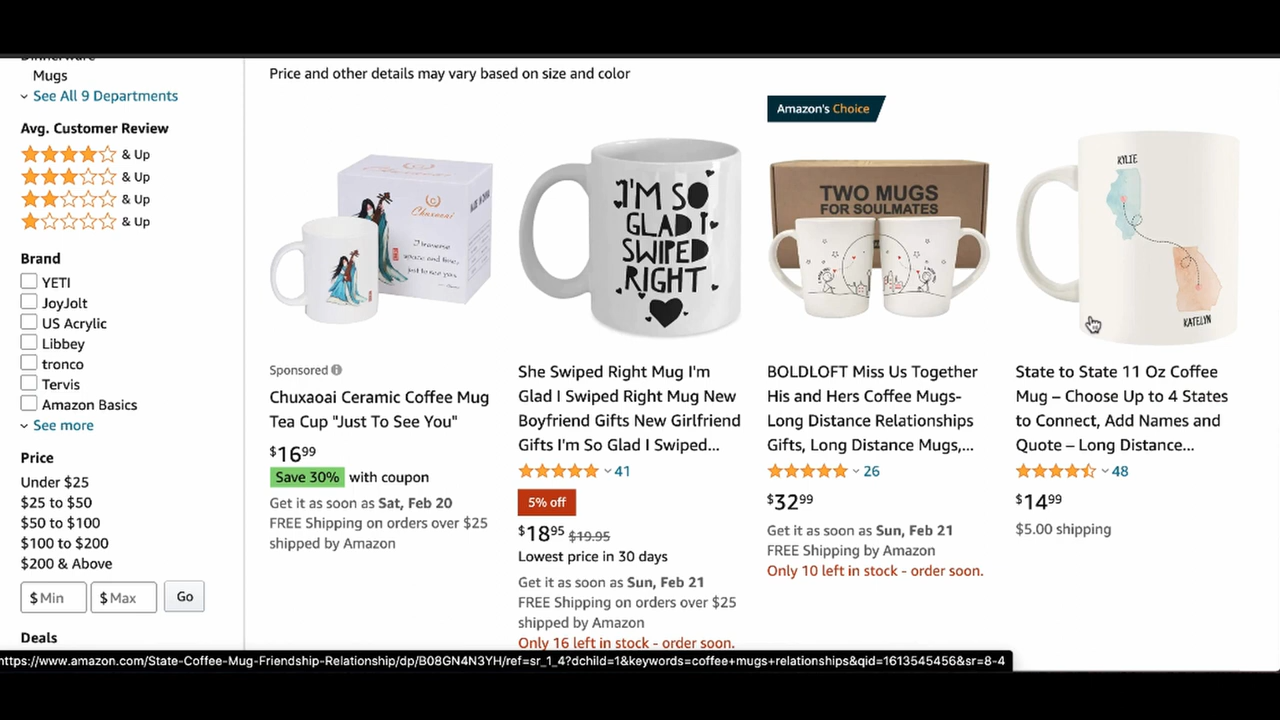 Mugs
See All 9 Departments
Avg. Customer Review
& Up
& Up
& Up
& Up
Brand
YETI
JoyJolt
US Acrylic
Libbey
tronco
Tervis
Amazon Basics
See more
Price
Under $25
$25 to $50
$50 to $100
$100 to $200
$200 & Above
$ Min
$ Max
Go
Deals
Price and other details may vary based on size and color
Chuxaoai
I traverse
space and time,
just to see you.
Sponsored
Chuxaoai Ceramic Coffee Mug
Tea Cup "Just To See You"
$16⁹⁹
Save 30% with coupon
Get it as soon as Sat, Feb 20
FREE Shipping on orders over $25
shipped by Amazon
I'M SO
GLAD I
SWIPED
RIGHT
She Swiped Right Mug I'm
Glad I Swiped Right Mug New
Boyfriend Gifts New Girlfriend
Gifts I'm So Glad I Swiped...
41
5% off
$18⁹⁵ $19.95
Lowest price in 30 days
Get it as soon as Sun, Feb 21
FREE Shipping on orders over $25
shipped by Amazon
Only 16 left in stock - order soon.
Amazon's Choice
TWO MUGS
FOR SOULMATES
BOLDLOFT Miss Us Together
His and Hers Coffee Mugs-
Long Distance Relationships
Gifts, Long Distance Mugs,...
26
$32⁹⁹
Get it as soon as Sun, Feb 21
FREE Shipping by Amazon
Only 10 left in stock - order soon.
KYLIE
KATELYN
State to State 11 Oz Coffee
Mug – Choose Up to 4 States
to Connect, Add Names and
Quote – Long Distance...
48
$14⁹⁹
$5.00 shipping
https://www.amazon.com/State-Coffee-Mug-Friendship-Relationship/dp/B08GN4N3YH/ref=sr_1_4?dchild=1&keywords=coffee+mugs+relationships&qid=1613545456&sr=8-4